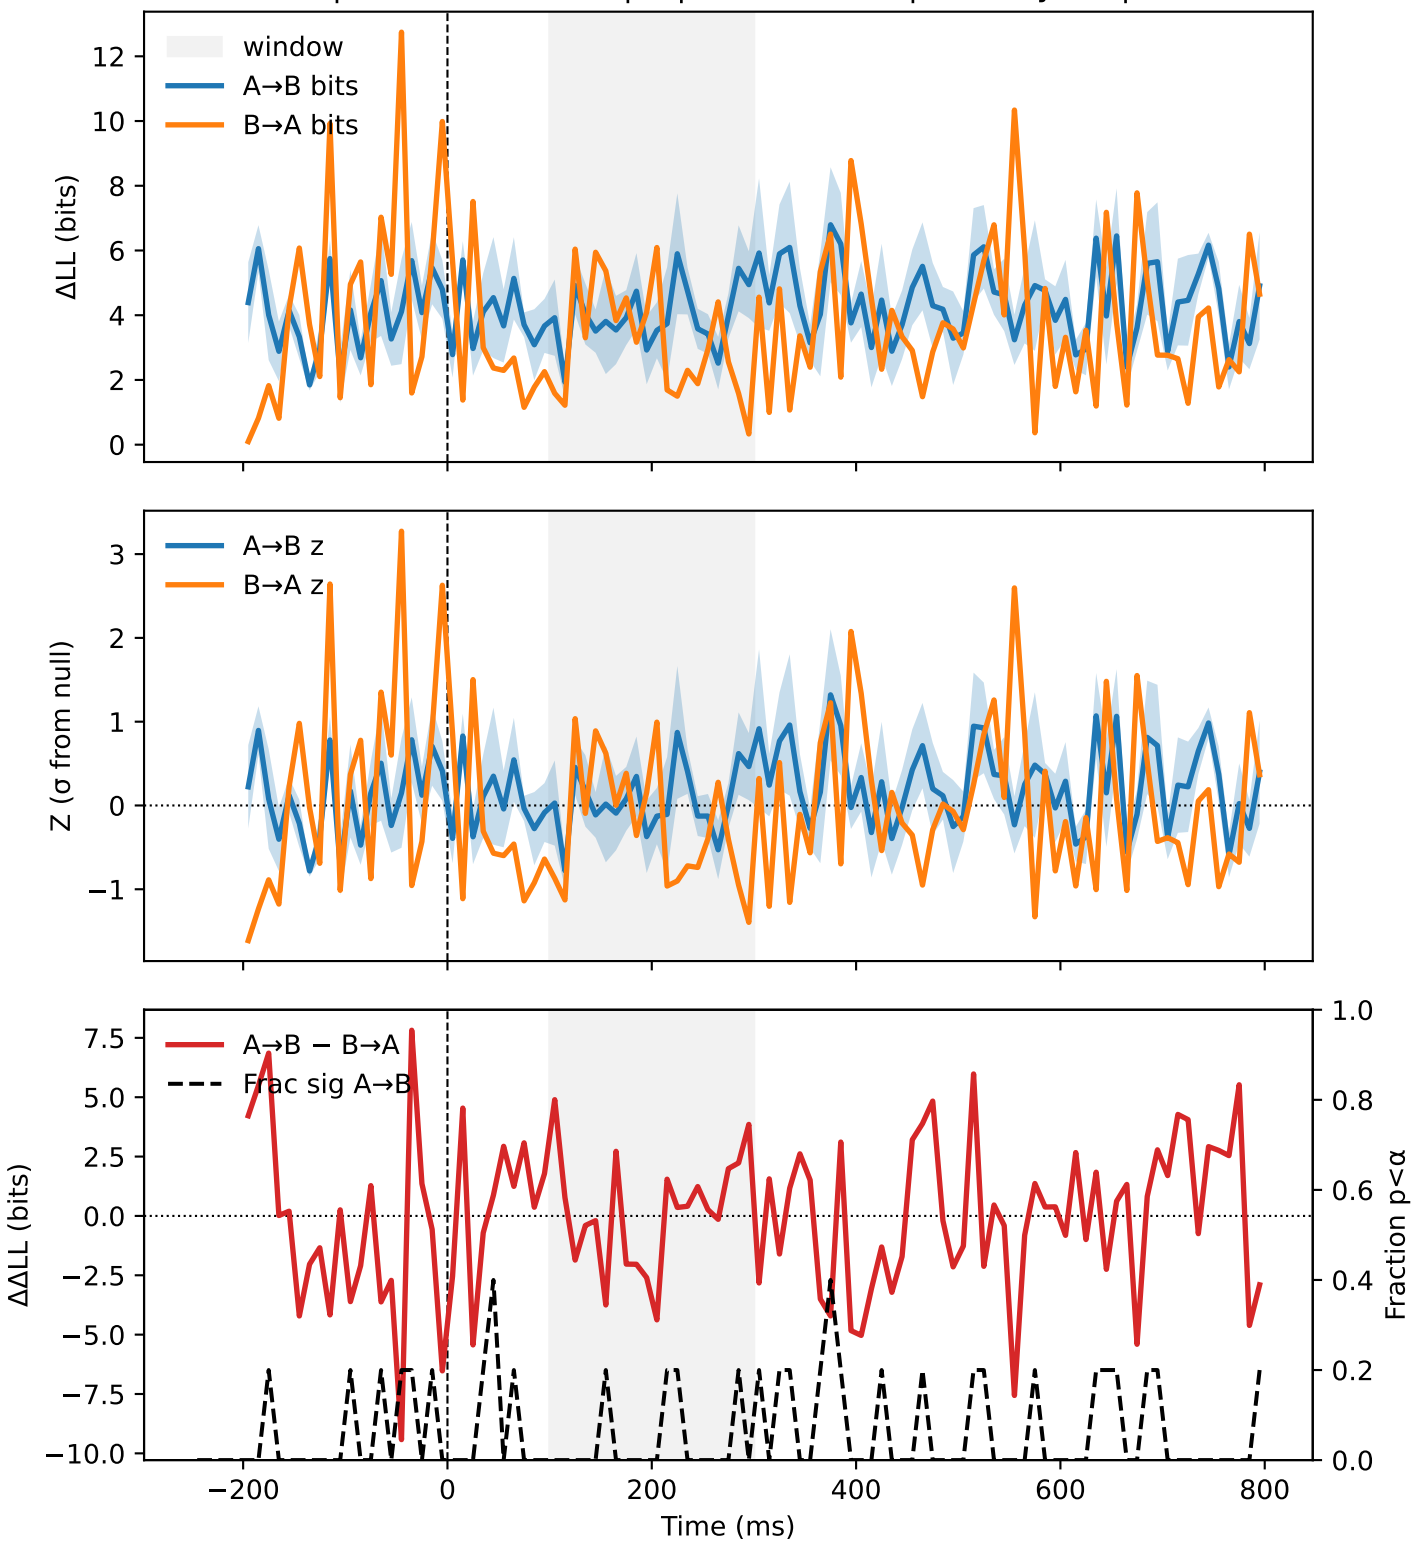 window
A→B bits
B→A bits
12
10
8
6
4
2
0
ΔLL (bits)
A→B z
B→A z
3
2
1
0
−1
Z (σ from null)
A→B − B→A
Frac sig A→B
7.5
5.0
2.5
0.0
−2.5
−5.0
−7.5
−10.0
ΔΔLL (bits)
1.0
0.8
0.6
0.4
0.2
0.0
Fraction p<α
−200
0
200
400
600
800
Time (ms)